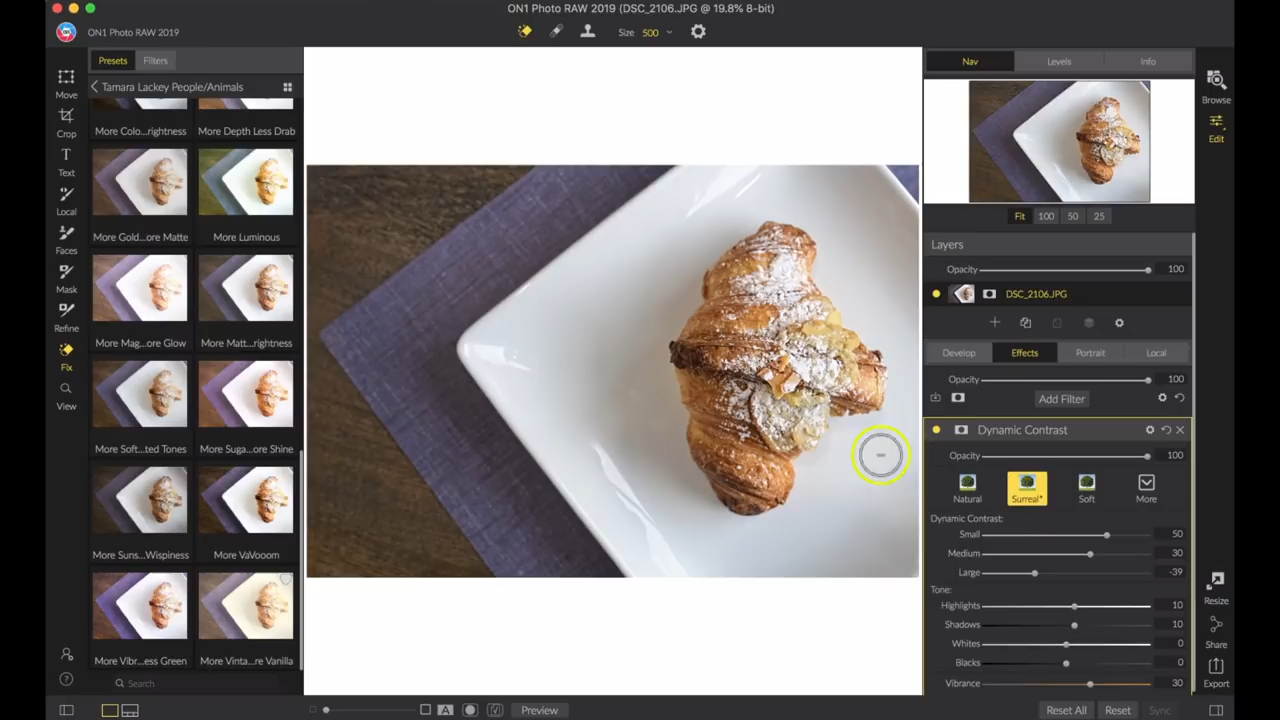 ON1 Photo RAW 2019 (DSC_2106.JPG @ 19.8% 8-bit)
ON1 Photo RAW 2019
Size 500
Presets Filters
Tamara Lackey People/Animals
Move
Crop
Text
Local
Faces
Mask
Refine
Fix
View
More Colo...rightness More Depth Less Drab
More Gold...ore Matte More Luminous
More Mag...ore Glow More Matt...rightness
More Soft...ted Tones More Suga...ore Shine
More Suns...Wispiness More VaVooom
More Vibr...ess Green More Vinta...re Vanilla
Search
Nav Levels Info
Fit 100 50 25
Layers
Opacity 100
DSC_2106.JPG
Develop Effects Portrait Local
Opacity 100
Add Filter
Dynamic Contrast
Opacity 100
Natural Surreal* Soft More
Dynamic Contrast:
Small 50
Medium 30
Large -39
Tone:
Highlights 10
Shadows 10
Whites 0
Blacks 0
Vibrance 30
Browse
Edit
Resize
Share
Export
A
Preview
Reset All Reset Sync